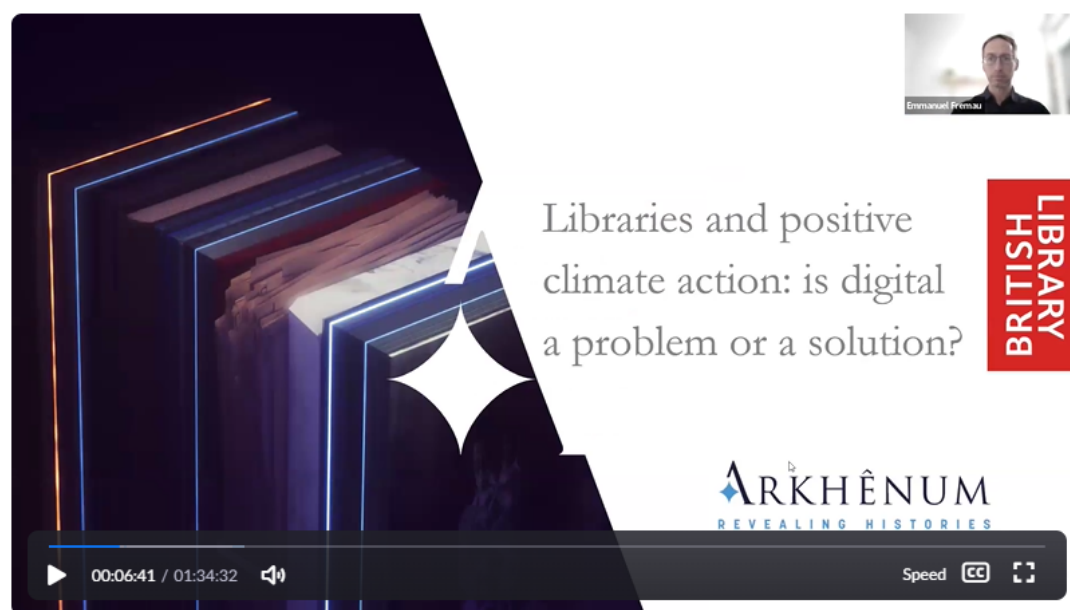 Emmanuel Fremau
Libraries and positive
climate action: is digital
a problem or a solution?
LIBRARY
BRITISH
ARKHÊNUM
REVEALING HISTORIES
00:06:41 / 01:34:32
Speed
CC